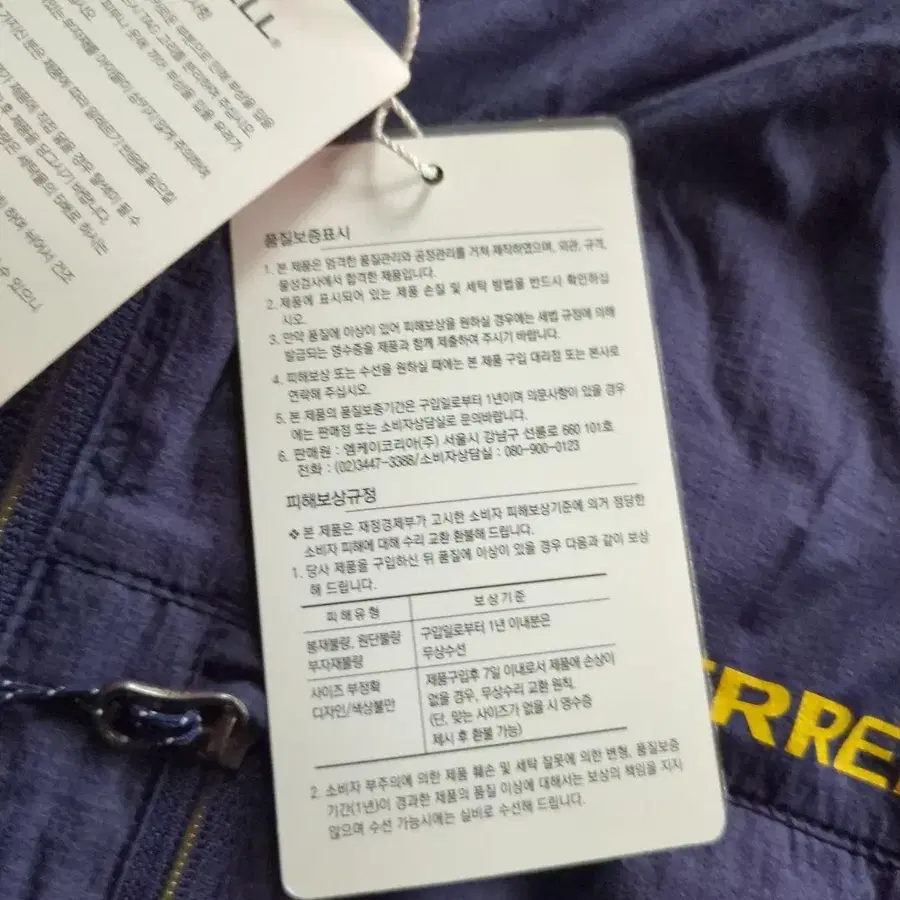 ELL®
품질보증표시
1. 본 제품은 엄격한 품질관리와 공정관리를 거쳐 제작하였으며, 외관, 규격,
물성검사에서 합격한 제품입니다.
2. 제품에 표시되어 있는 제품 손질 및 세탁 방법을 반드시 확인하십
시오.
3. 만약 품질에 이상이 있어 피해보상을 원하실 경우에는 세법 규정에 의해
발급되는 영수증을 제품과 함께 제출하여 주시기 바랍니다.
4. 피해보상 또는 수선을 원하실 때에는 본 제품 구입 대리점 또는 본사로
연락해 주십시오.
5. 본 제품의 품질보증기간은 구입일로부터 1년이며 의문사항이 있을 경우
에는 판매점 또는 소비자상담실로 문의바랍니다.
6. 판매원 : 엠케이코리아(주) 서울시 강남구 선릉로 660 101호
전화 : (02)3447-3388/소비자상담실 : 080-900-0123
피해보상규정
❖ 본 제품은 재정경제부가 고시한 소비자 피해보상기준에 의거 정당한
소비자 피해에 대해 수리 교환 환불해 드립니다.
1. 당사 제품을 구입하신 뒤 품질에 이상이 있을 경우 다음과 같이 보상
해 드립니다.
피해유형 보상기준
봉재불량, 원단불량 구입일로부터 1년 이내분은
부자재불량 무상수선
사이즈 부정확 제품구입후 7일 이내로서 제품에 손상이
디자인/색상불만 없을 경우, 무상수리 교환 원칙.
(단, 맞는 사이즈가 없을 시 영수증
제시 후 환불 가능)
2. 소비자 부주의에 의한 제품 훼손 및 세탁 잘못에 의한 변형, 품질보증
기간(1년)이 경과한 제품의 품질 이상에 대해서는 보상의 책임을 지지
않으며 수선 가능시에는 실비로 수선해 드립니다.
ERRE